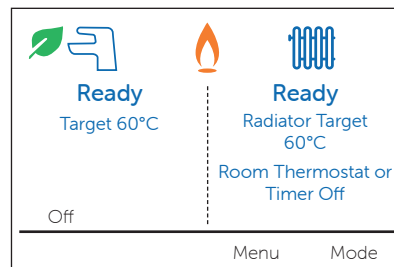 Ready
Target 60°C
Off
Ready
Radiator Target
60°C
Room Thermostat or
Timer Off
Menu
Mode